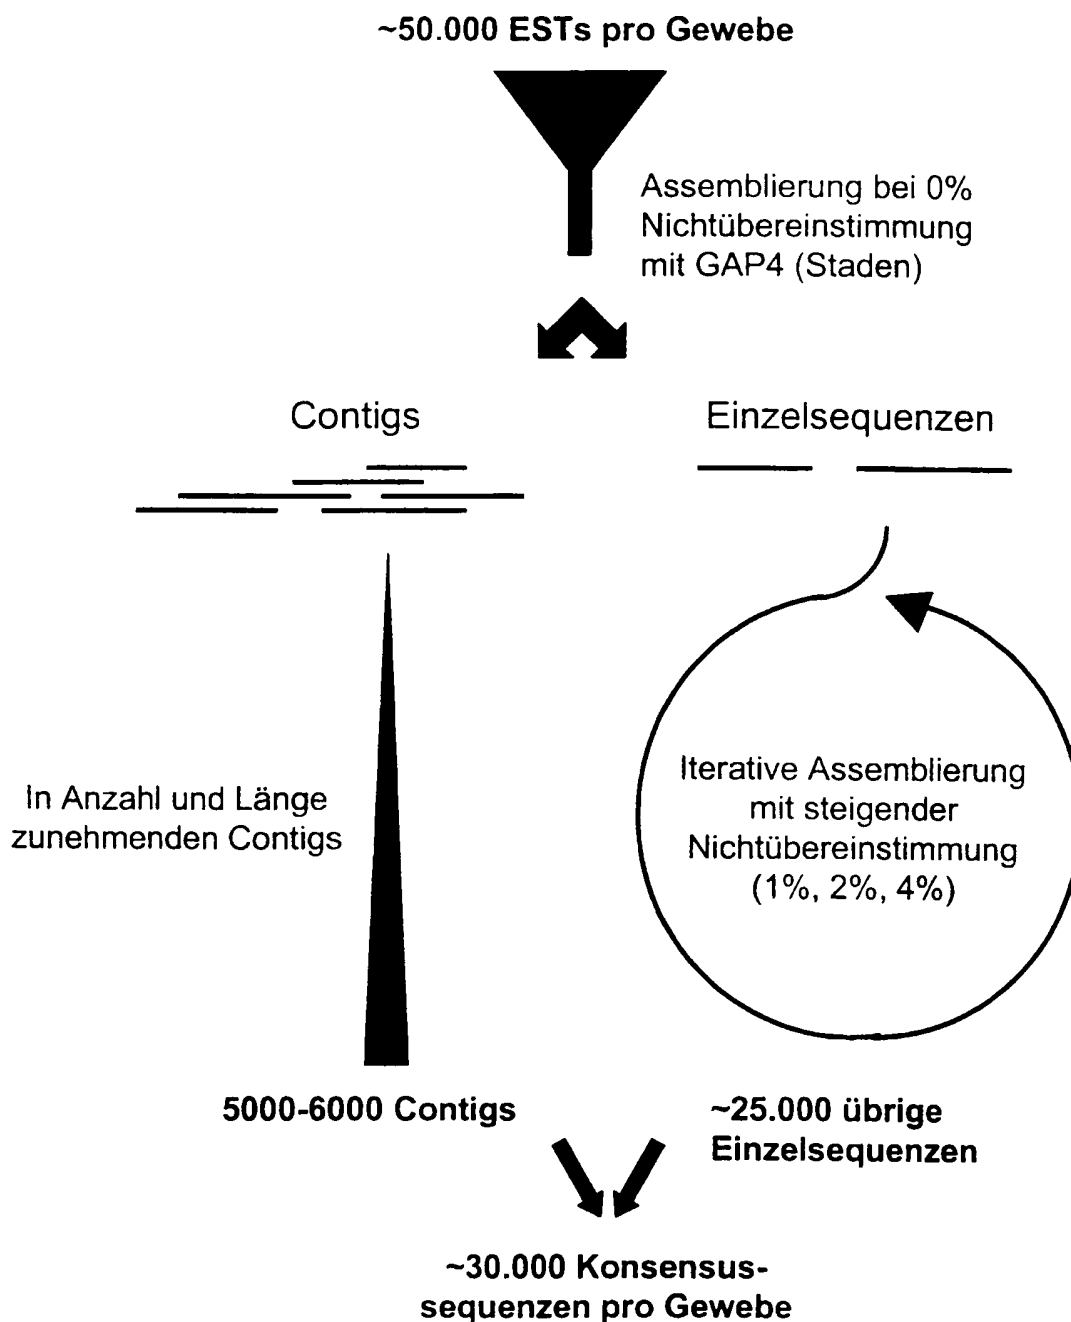 ~50.000 ESTs pro Gewebe
Assemblierung bei 0%
Nichtübereinstimmung
mit GAP4 (Staden)
Contigs
Einzelsequenzen
In Anzahl und Länge
zunehmenden Contigs
Iterative Assemblierung
mit steigender
Nichtübereinstimmung
(1%, 2%, 4%)
5000-6000 Contigs
~25.000 übrige
Einzelsequenzen
~30.000 Konsensus-
sequenzen pro Gewebe